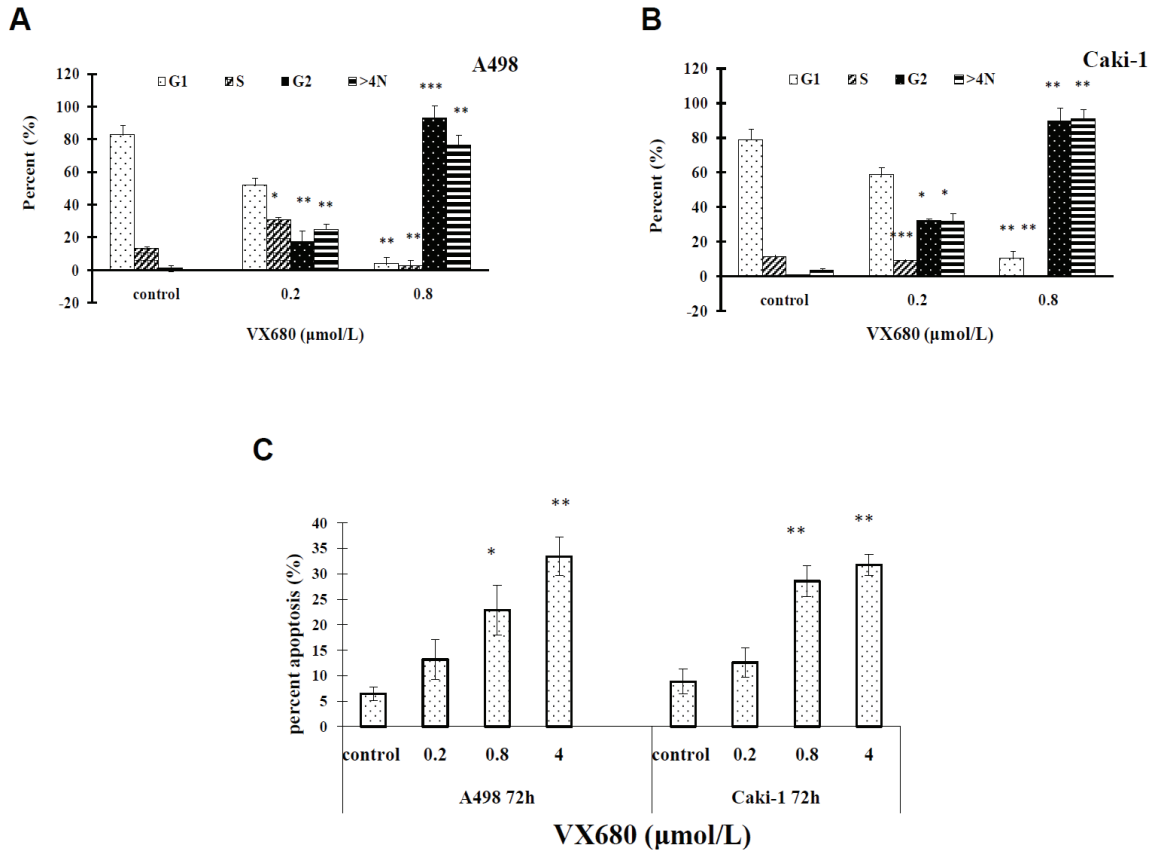 A
A498
G1 S G2 >4N
120
100
80
60
40
20
0
-20
Percent (%)
* ** **
** ** *** **
control 0.2 0.8
VX680 (µmol/L)
B
Caki-1
G1 S G2 >4N
120
100
80
60
40
20
0
-20
Percent (%)
*** * *
** ** ** **
control 0.2 0.8
VX680 (µmol/L)
C
40
35
30
25
20
15
10
5
0
percent apoptosis (%)
* ** ** **
control 0.2 0.8 4 control 0.2 0.8 4
A498 72h Caki-1 72h
VX680 (µmol/L)